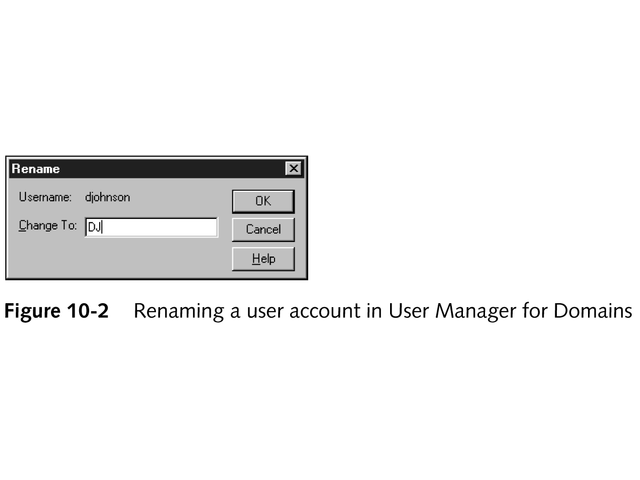 Rename
Username: djohnson
OK
Change To: DJ
Cancel
Help
Figure 10-2 Renaming a user account in User Manager for Domains